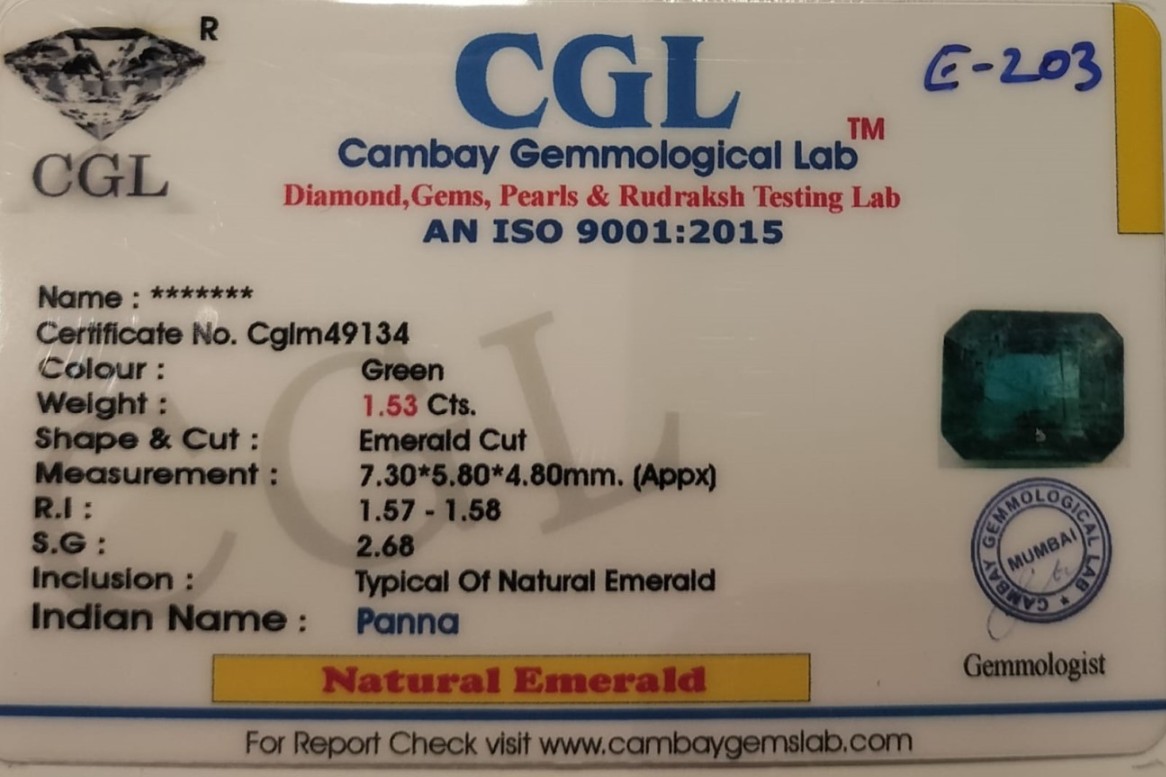 R
CGL
CGL
E-203
Cambay Gemmological Lab TM
Diamond,Gems, Pearls & Rudraksh Testing Lab
AN ISO 9001:2015
Name : *******
Certificate No. Cglm49134
Colour : Green
Weight : 1.53 Cts.
Shape & Cut : Emerald Cut
Measurement : 7.30*5.80*4.80mm. (Appx)
R.I : 1.57 - 1.58
S.G : 2.68
Inclusion : Typical Of Natural Emerald
Indian Name : Panna
CGL
CAMBAY GEMMOLOGICAL LAB *
MUMBAI
Gemmologist
Natural Emerald
For Report Check visit www.cambaygemslab.com